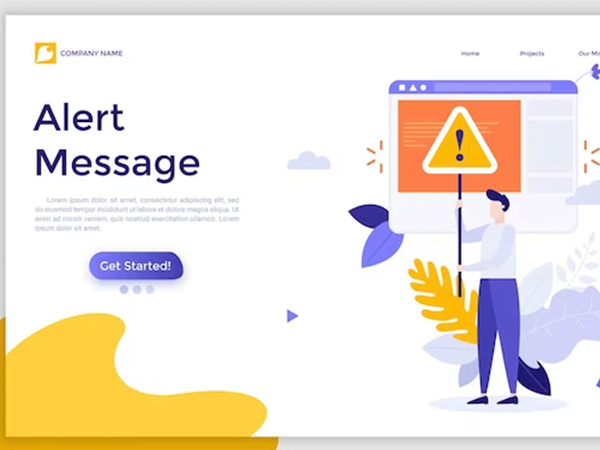 COMPANY NAME
Home
Projects
Our Mi
Alert
Message
Lorem ipsum dolor sit amet, consectetur adipiscing elit, sed
do eiusmod tempor incididunt ut labore et dolore magna aliqua. Ut
enim ad minim veniam, quis nostrud exercitation ullamco. Lorem
ipsum dolor sit amet.
Get Started!
!